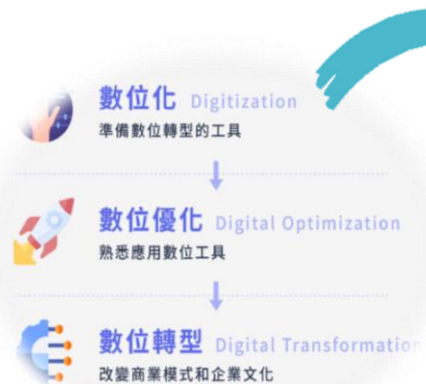 數位化 Digitization
準備數位轉型的工具
數位優化 Digital Optimization
熟悉應用數位工具
數位轉型 Digital Transformation
改變商業模式和企業文化